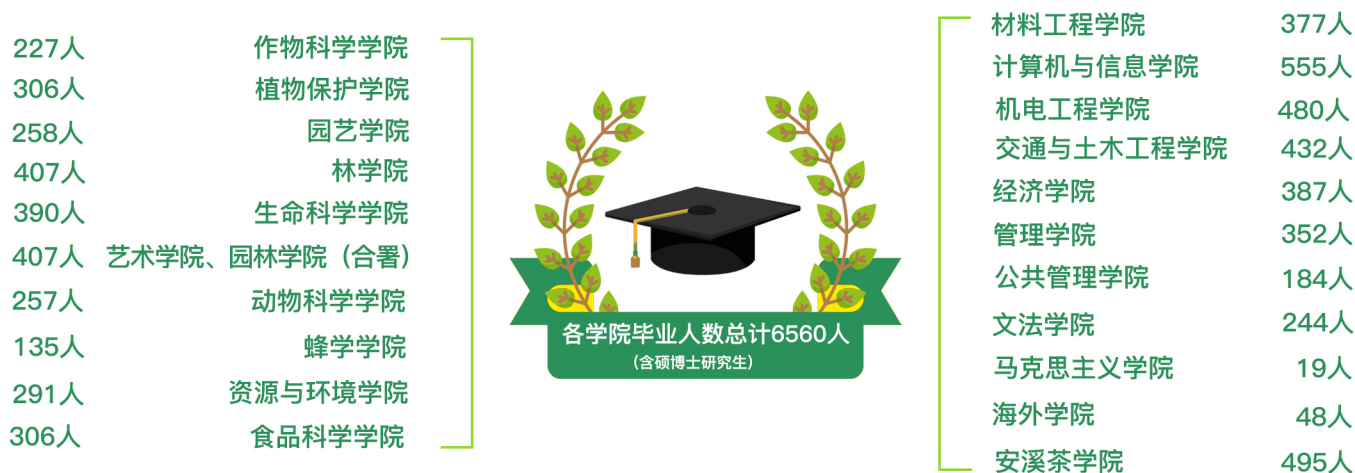 227人 作物科学学院
306人 植物保护学院
258人 园艺学院
407人 林学院
390人 生命科学学院
407人 艺术学院、园林学院（合署）
257人 动物科学学院
135人 蜂学学院
291人 资源与环境学院
306人 食品科学学院
各学院毕业人数总计6560人
（含硕博士研究生）
材料工程学院 377人
计算机与信息学院 555人
机电工程学院 480人
交通与土木工程学院 432人
经济学院 387人
管理学院 352人
公共管理学院 184人
文法学院 244人
马克思主义学院 19人
海外学院 48人
安溪茶学院 495人